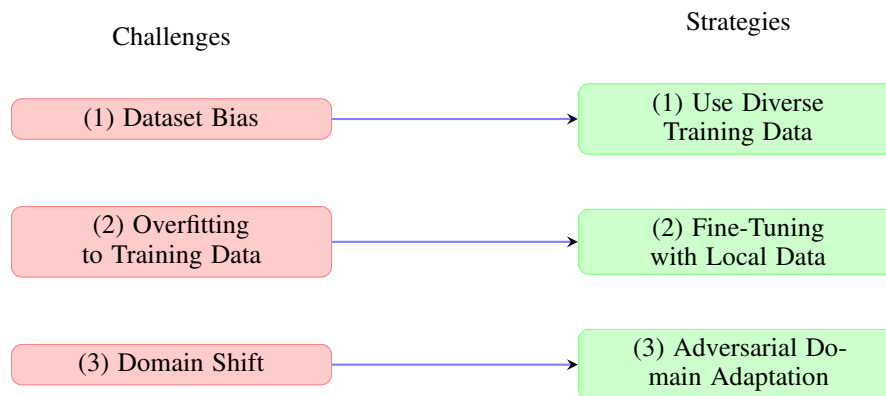 Challenges
Strategies
(1) Dataset Bias
(1) Use Diverse
Training Data
(2) Overfitting
to Training Data
(2) Fine-Tuning
with Local Data
(3) Domain Shift
(3) Adversarial Do-
main Adaptation